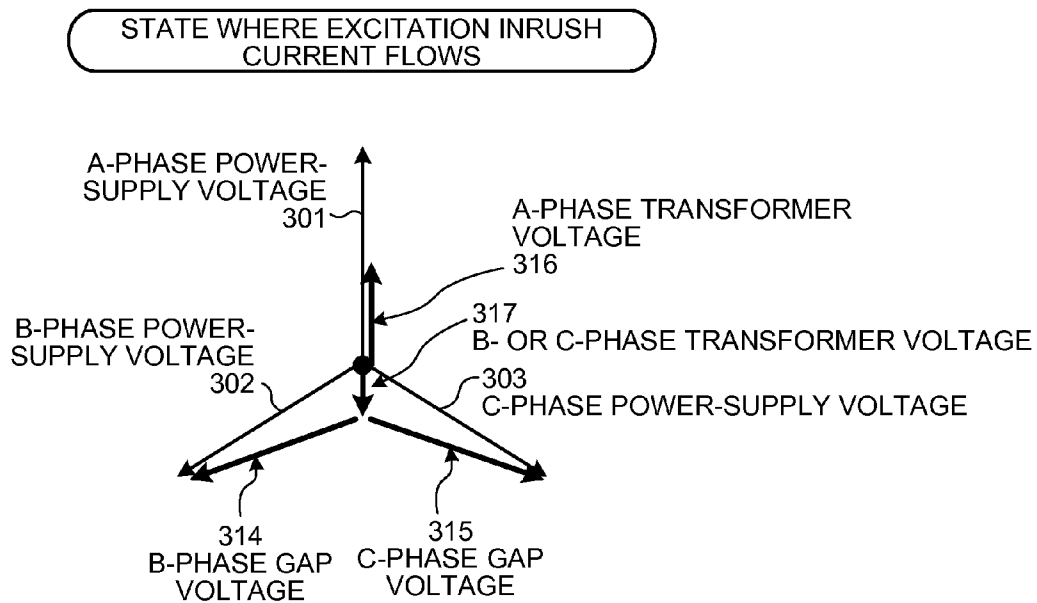 STATE WHERE EXCITATION INRUSH
CURRENT FLOWS
A-PHASE POWER-
SUPPLY VOLTAGE
301
A-PHASE TRANSFORMER
VOLTAGE
316
317
B- OR C-PHASE TRANSFORMER VOLTAGE
B-PHASE POWER-
SUPPLY VOLTAGE
302
303
C-PHASE POWER-SUPPLY VOLTAGE
314
B-PHASE GAP
VOLTAGE
315
C-PHASE GAP
VOLTAGE